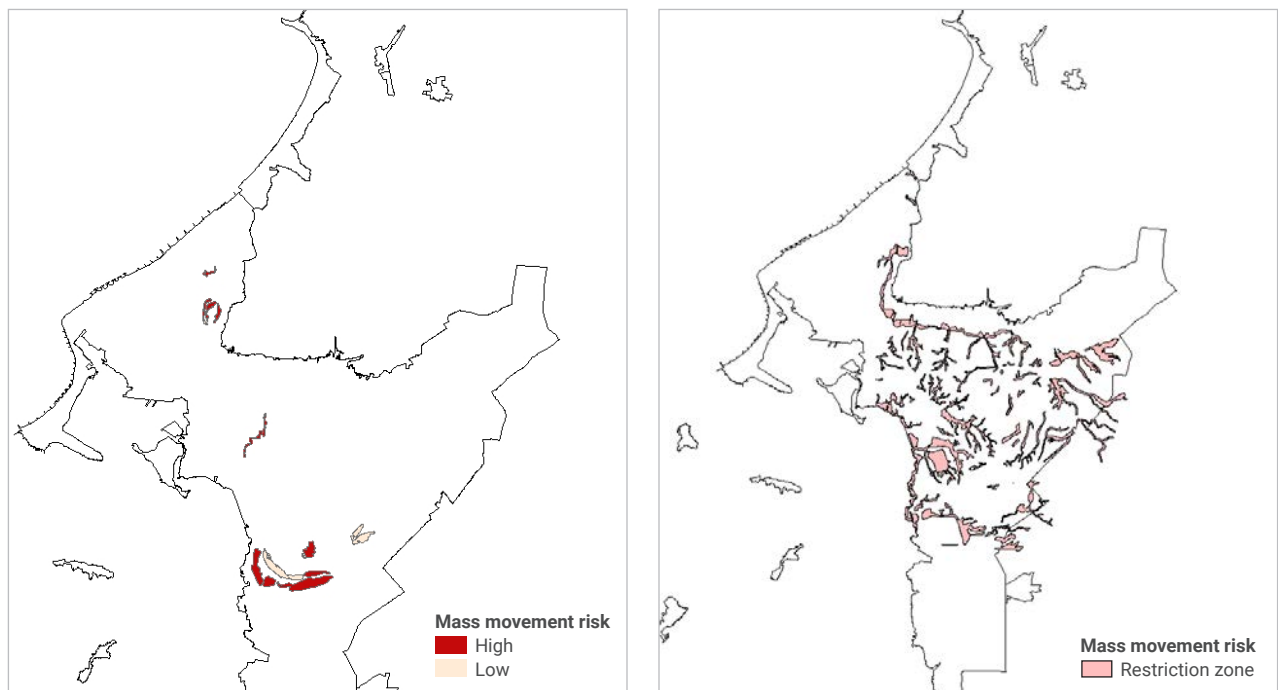 Mass movement risk
High
Low
Mass movement risk
Restriction zone